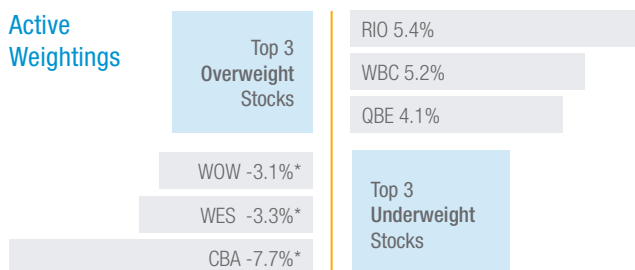 Active
Weightings
Top 3
Overweight
Stocks
RIO 5.4%
WBC 5.2%
QBE 4.1%
WOW -3.1%*
WES -3.3%*
CBA -7.7%*
Top 3
Underweight
Stocks